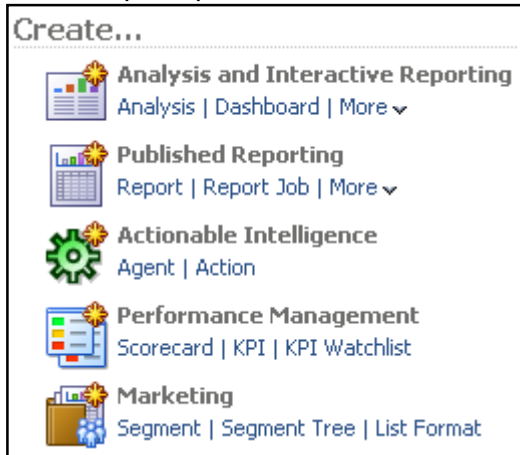 Create...
Analysis and Interactive Reporting
Analysis | Dashboard | More
Published Reporting
Report | Report Job | More
Actionable Intelligence
Agent | Action
Performance Management
Scorecard | KPI | KPI Watchlist
Marketing
Segment | Segment Tree | List Format